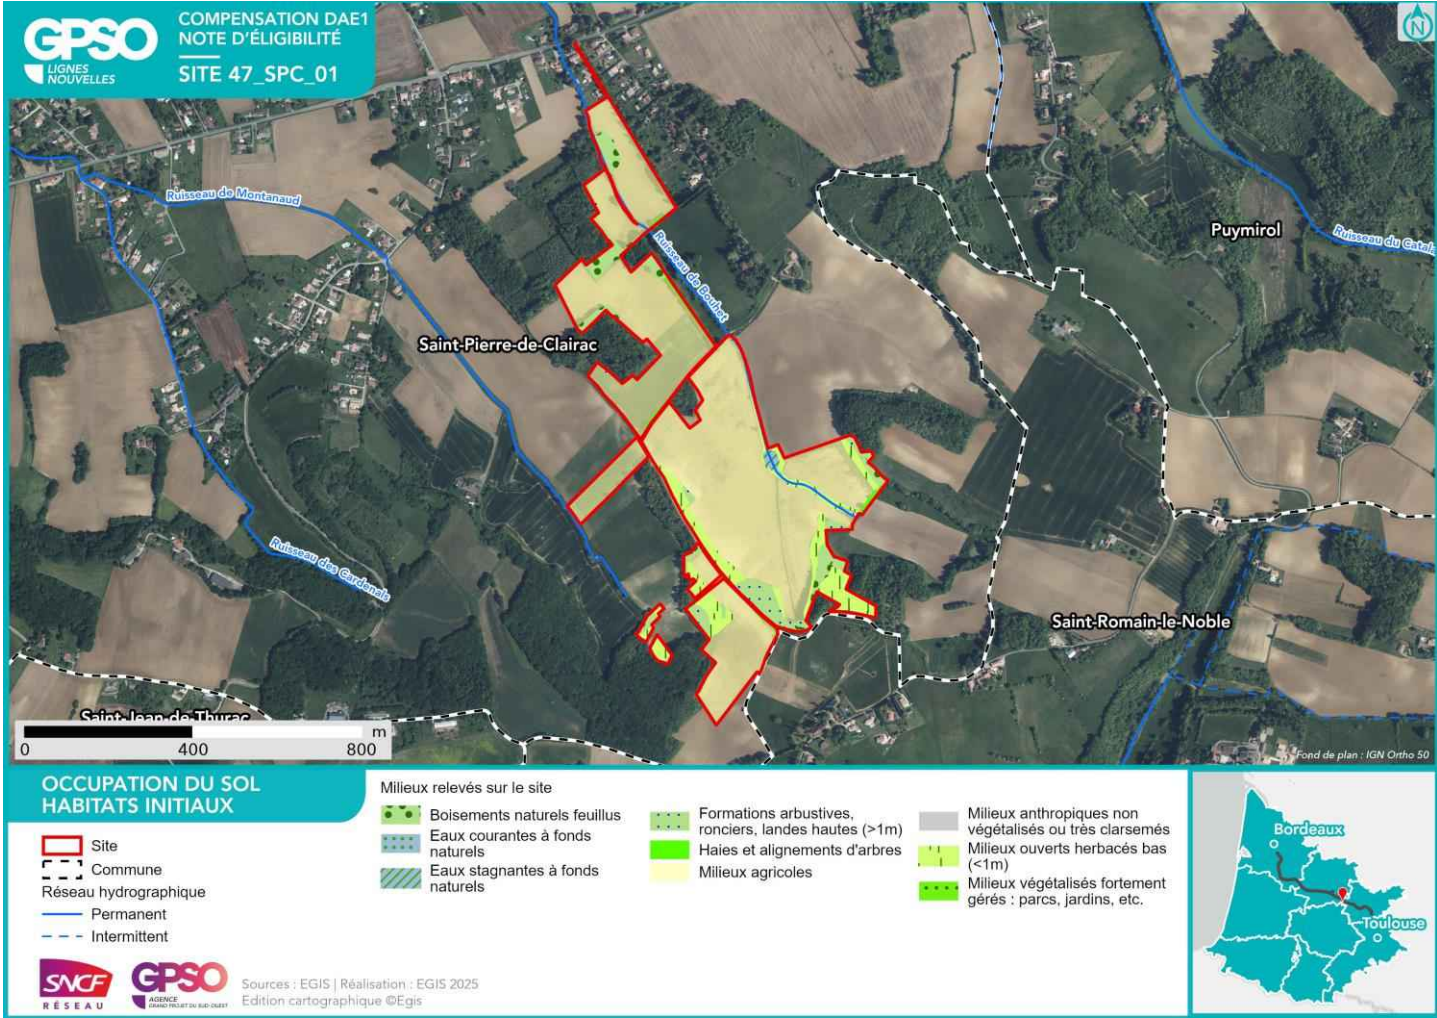 GPSO
LIGNES
NOUVELLES
COMPENSATION DAE1
NOTE D'ÉLIGIBILITÉ
SITE 47_SPC_01
N
Ruisseau de Montanaud
Ruisseau de Bouhet
Puymirol
Ruisseau du Catala
Saint-Pierre-de-Clairac
Ruisseau des Cardenals
Saint-Romain-le-Noble
Saint-Jean-de-Thurac
m
0 400 800
Fond de plan : IGN Ortho 50
OCCUPATION DU SOL
HABITATS INITIAUX
Site
Commune
Réseau hydrographique
Permanent
Intermittent
Milieux relevés sur le site
Boisements naturels feuillus
Eaux courantes à fonds
naturels
Eaux stagnantes à fonds
naturels
Formations arbustives,
ronciers, landes hautes (>1m)
Haies et alignements d'arbres
Milieux agricoles
Milieux anthropiques non
végétalisés ou très clarsemés
Milieux ouverts herbacés bas
(<1m)
Milieux végétalisés fortement
gérés : parcs, jardins, etc.
Bordeaux
Toulouse
SNCF
RÉSEAU
GPSO
AGENCE
GRAND PROJET DU SUD-OUEST
Sources : EGIS | Réalisation : EGIS 2025
Edition cartographique ©Egis